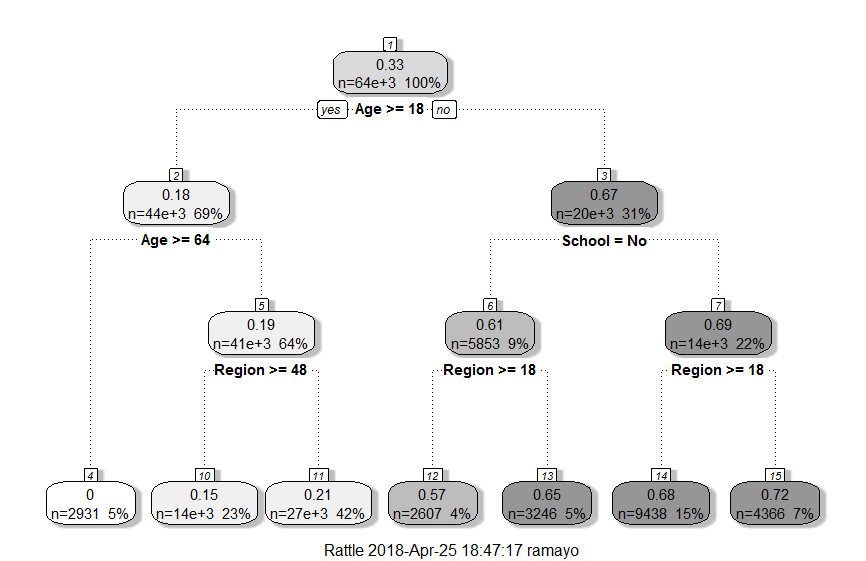 1
0.33
n=64e+3 100%
yes Age >= 18 no
2 3
0.18 0.67
n=44e+3 69% n=20e+3 31%
Age >= 64 School = No
5 6 7
0.19 0.61 0.69
n=41e+3 64% n=5853 9% n=14e+3 22%
Region >= 48 Region >= 18 Region >= 18
4 10 11 12 13 14 15
0 0.15 0.21 0.57 0.65 0.68 0.72
n=2931 5% n=14e+3 23% n=27e+3 42% n=2607 4% n=3246 5% n=9438 15% n=4366 7%
Rattle 2018-Apr-25 18:47:17 ramayo